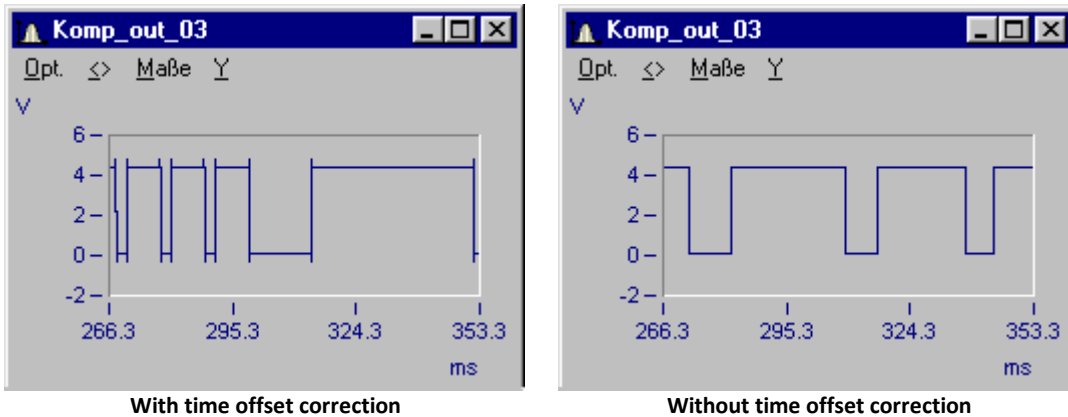 Komp_out_03
Opt. <> Maße Y
V
6
4
2
0
-2
266.3 295.3 324.3 353.3
ms
With time offset correction
Komp_out_03
Opt. <> Maße Y
V
6
4
2
0
-2
266.3 295.3 324.3 353.3
ms
Without time offset correction